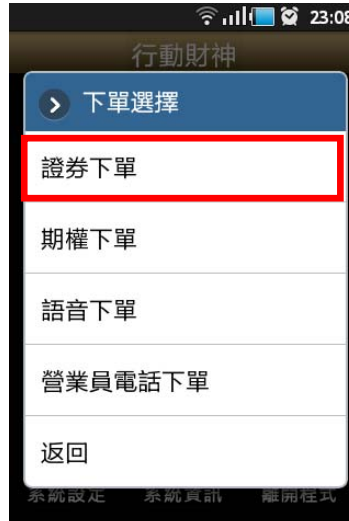 23:08
行動財神
下單選擇
證券下單
期權下單
語音下單
營業員電話下單
返回
系統設定 系統資訊 離開程式